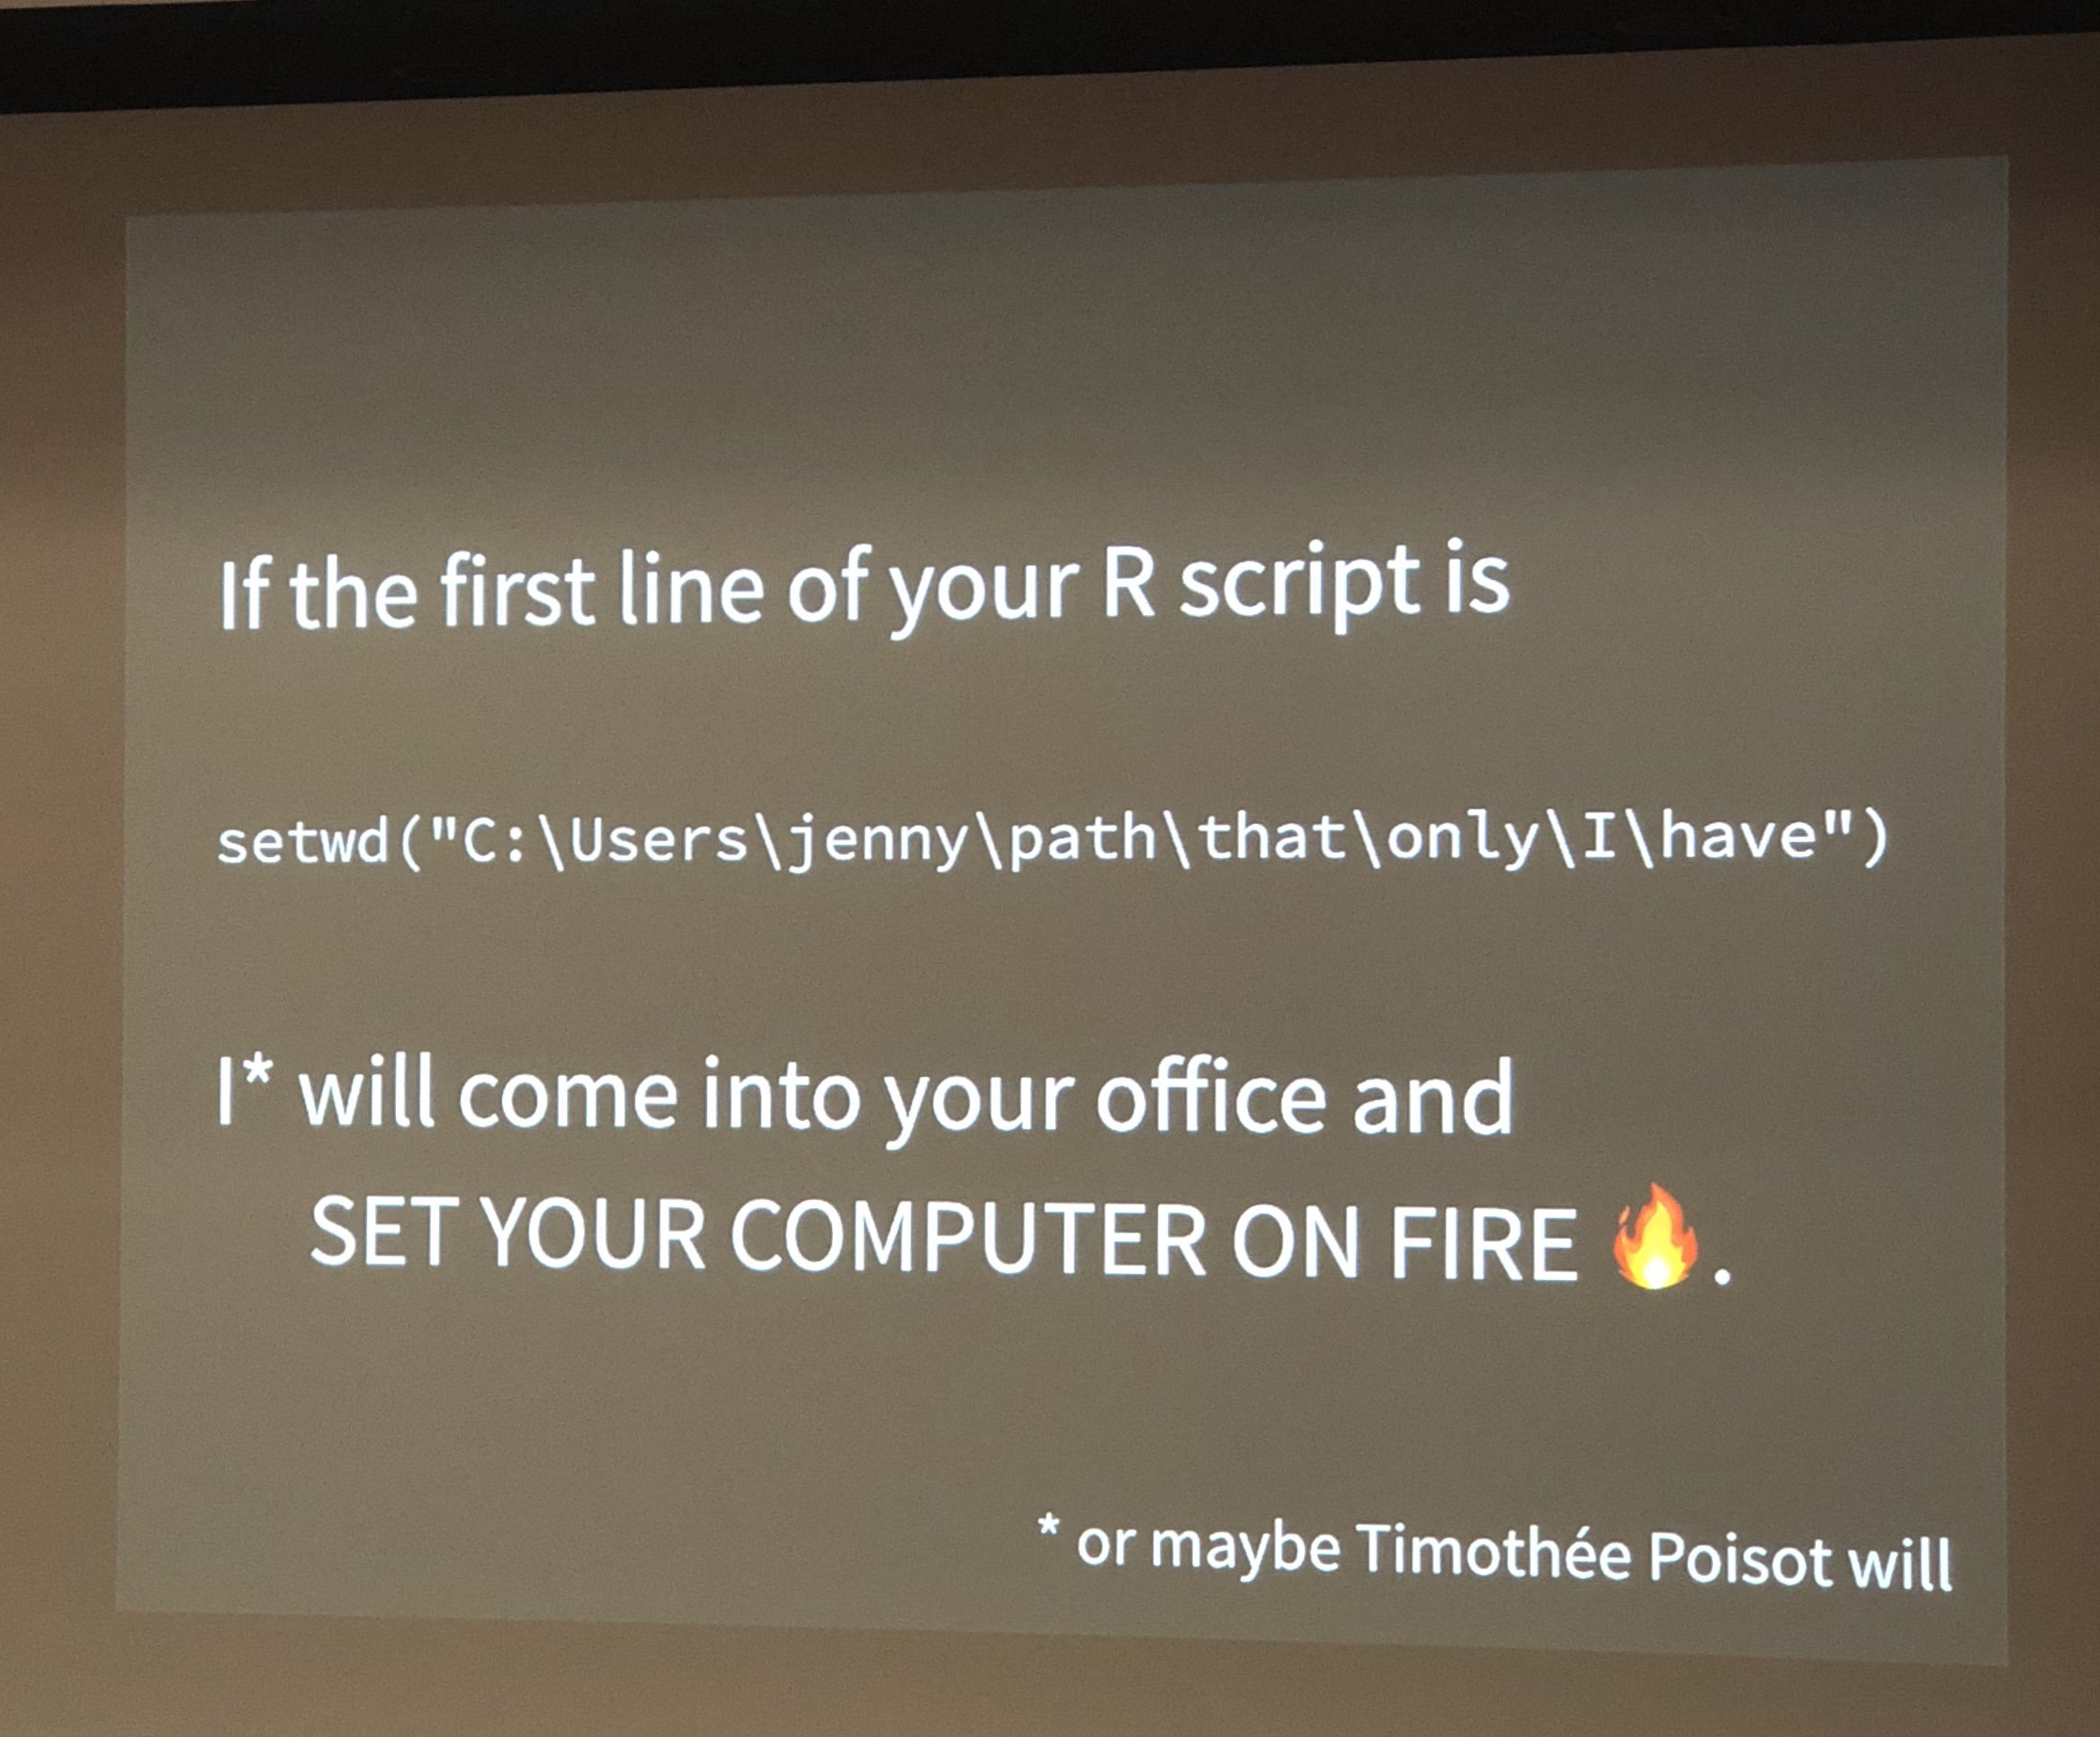 If the first line of your R script is
setwd("C:\Users\jenny\path\that\only\I\have")
I* will come into your office and
SET YOUR COMPUTER ON FIRE 🔥.
* or maybe Timothée Poisot will